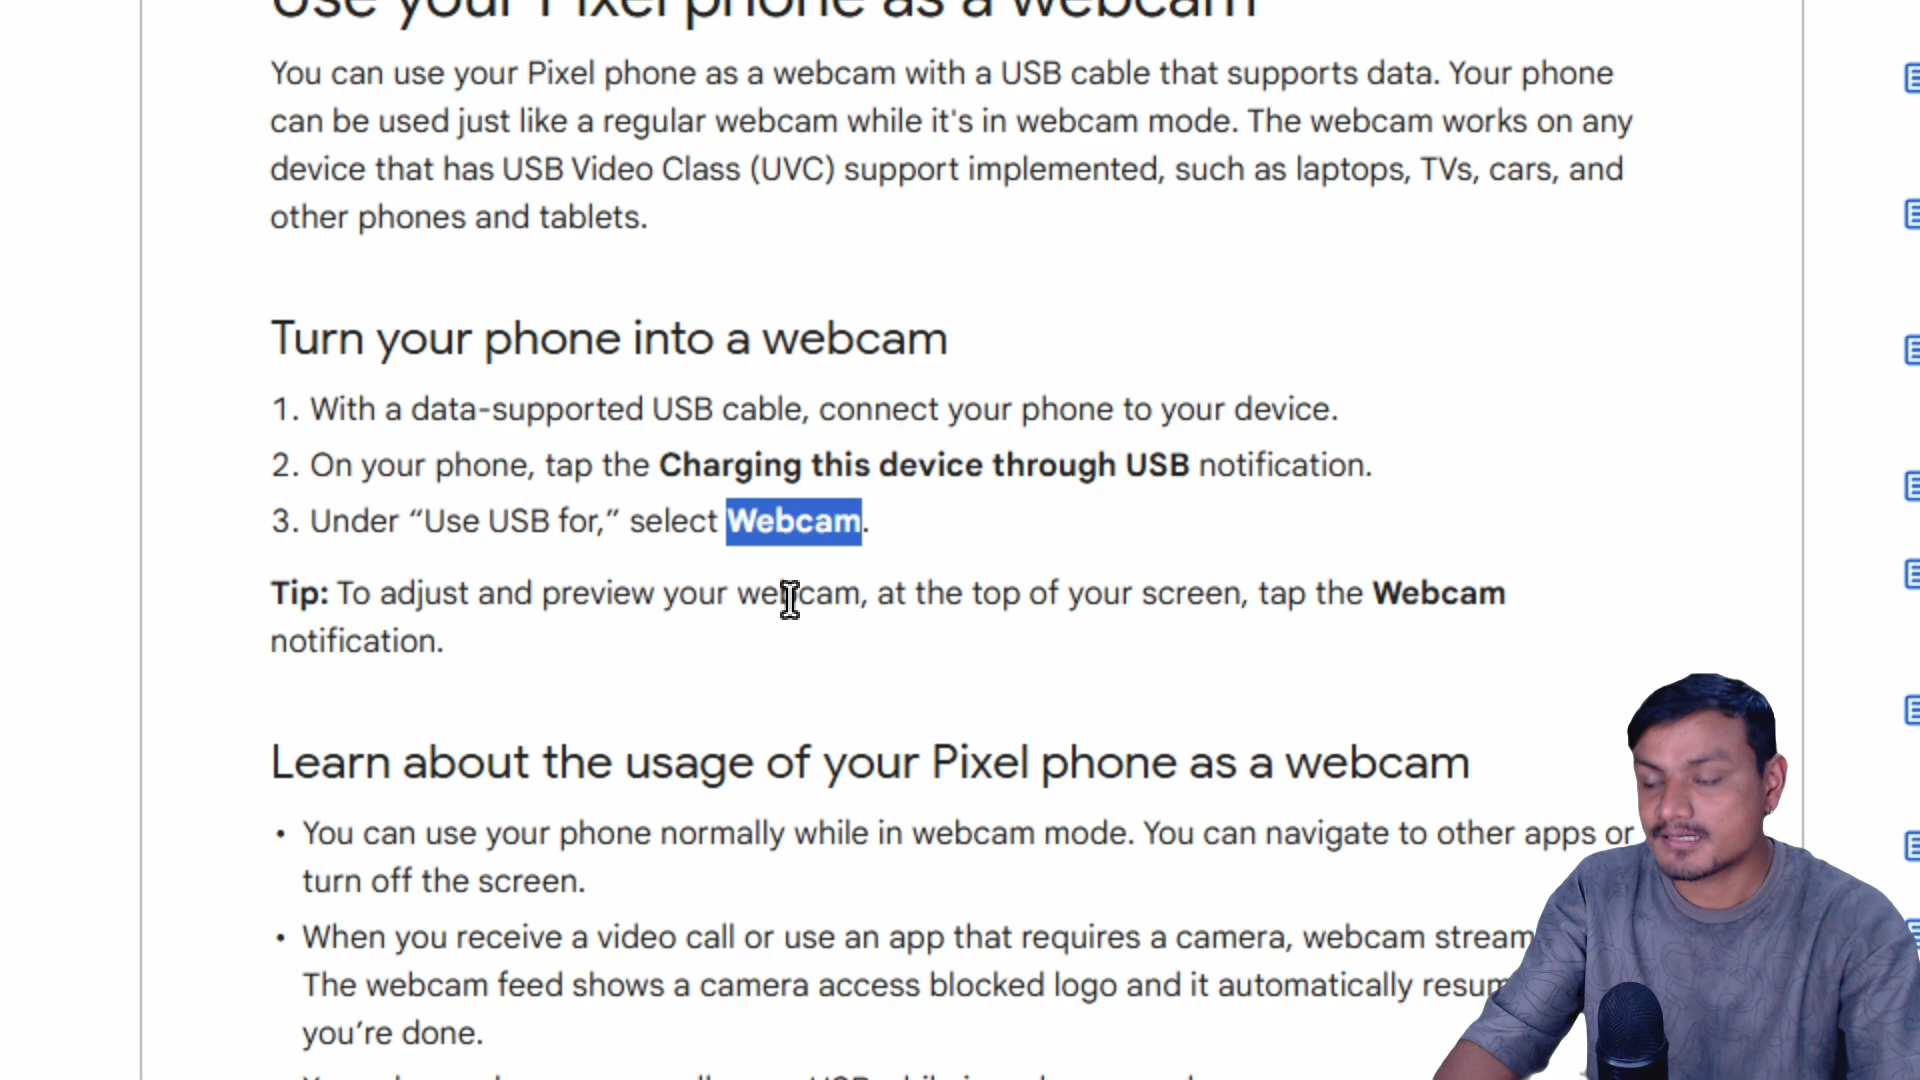 Use your Pixel phone as a webcam
You can use your Pixel phone as a webcam with a USB cable that supports data. Your phone
can be used just like a regular webcam while it's in webcam mode. The webcam works on any
device that has USB Video Class (UVC) support implemented, such as laptops, TVs, cars, and
other phones and tablets.
Turn your phone into a webcam
1. With a data-supported USB cable, connect your phone to your device.
2. On your phone, tap the Charging this device through USB notification.
3. Under “Use USB for,” select Webcam.
Tip: To adjust and preview your webcam, at the top of your screen, tap the Webcam
notification.
Learn about the usage of your Pixel phone as a webcam
• You can use your phone normally while in webcam mode. You can navigate to other apps or
turn off the screen.
• When you receive a video call or use an app that requires a camera, webcam stream
The webcam feed shows a camera access blocked logo and it automatically
you’re done.